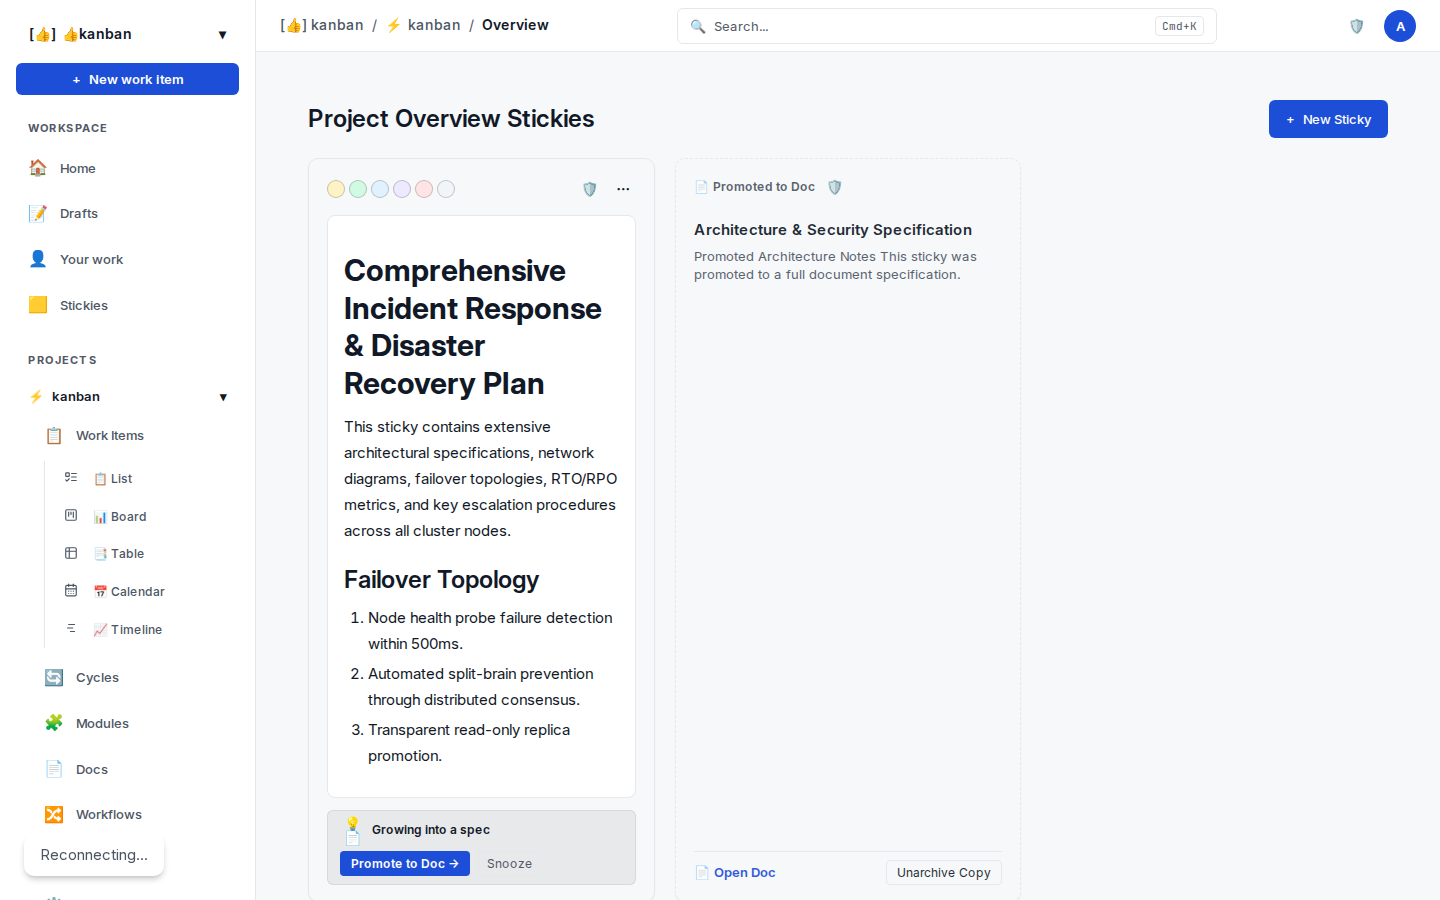 [👍] 👍kanban ▼
+ New work item
WORKSPACE
🏠 Home
📝 Drafts
👤 Your work
🟨 Stickies
PROJECTS
⚡ kanban ▼
📋 Work Items
📋 List
📊 Board
📑 Table
📅 Calendar
📈 Timeline
🔄 Cycles
🧩 Modules
📄 Docs
🔀 Workflows
Reconnecting...
[👍] kanban / ⚡ kanban / Overview
🔍 Search... Cmd+K
🛡️ A
Project Overview Stickies
+ New Sticky
🛡️ ···
Comprehensive
Incident Response
& Disaster
Recovery Plan
This sticky contains extensive
architectural specifications, network
diagrams, failover topologies, RTO/RPO
metrics, and key escalation procedures
across all cluster nodes.
Failover Topology
1. Node health probe failure detection
within 500ms.
2. Automated split-brain prevention
through distributed consensus.
3. Transparent read-only replica
promotion.
💡📄 Growing into a spec
Promote to Doc → Snooze
📄 Promoted to Doc 🛡️
Architecture & Security Specification
Promoted Architecture Notes This sticky was
promoted to a full document specification.
📄 Open Doc Unarchive Copy